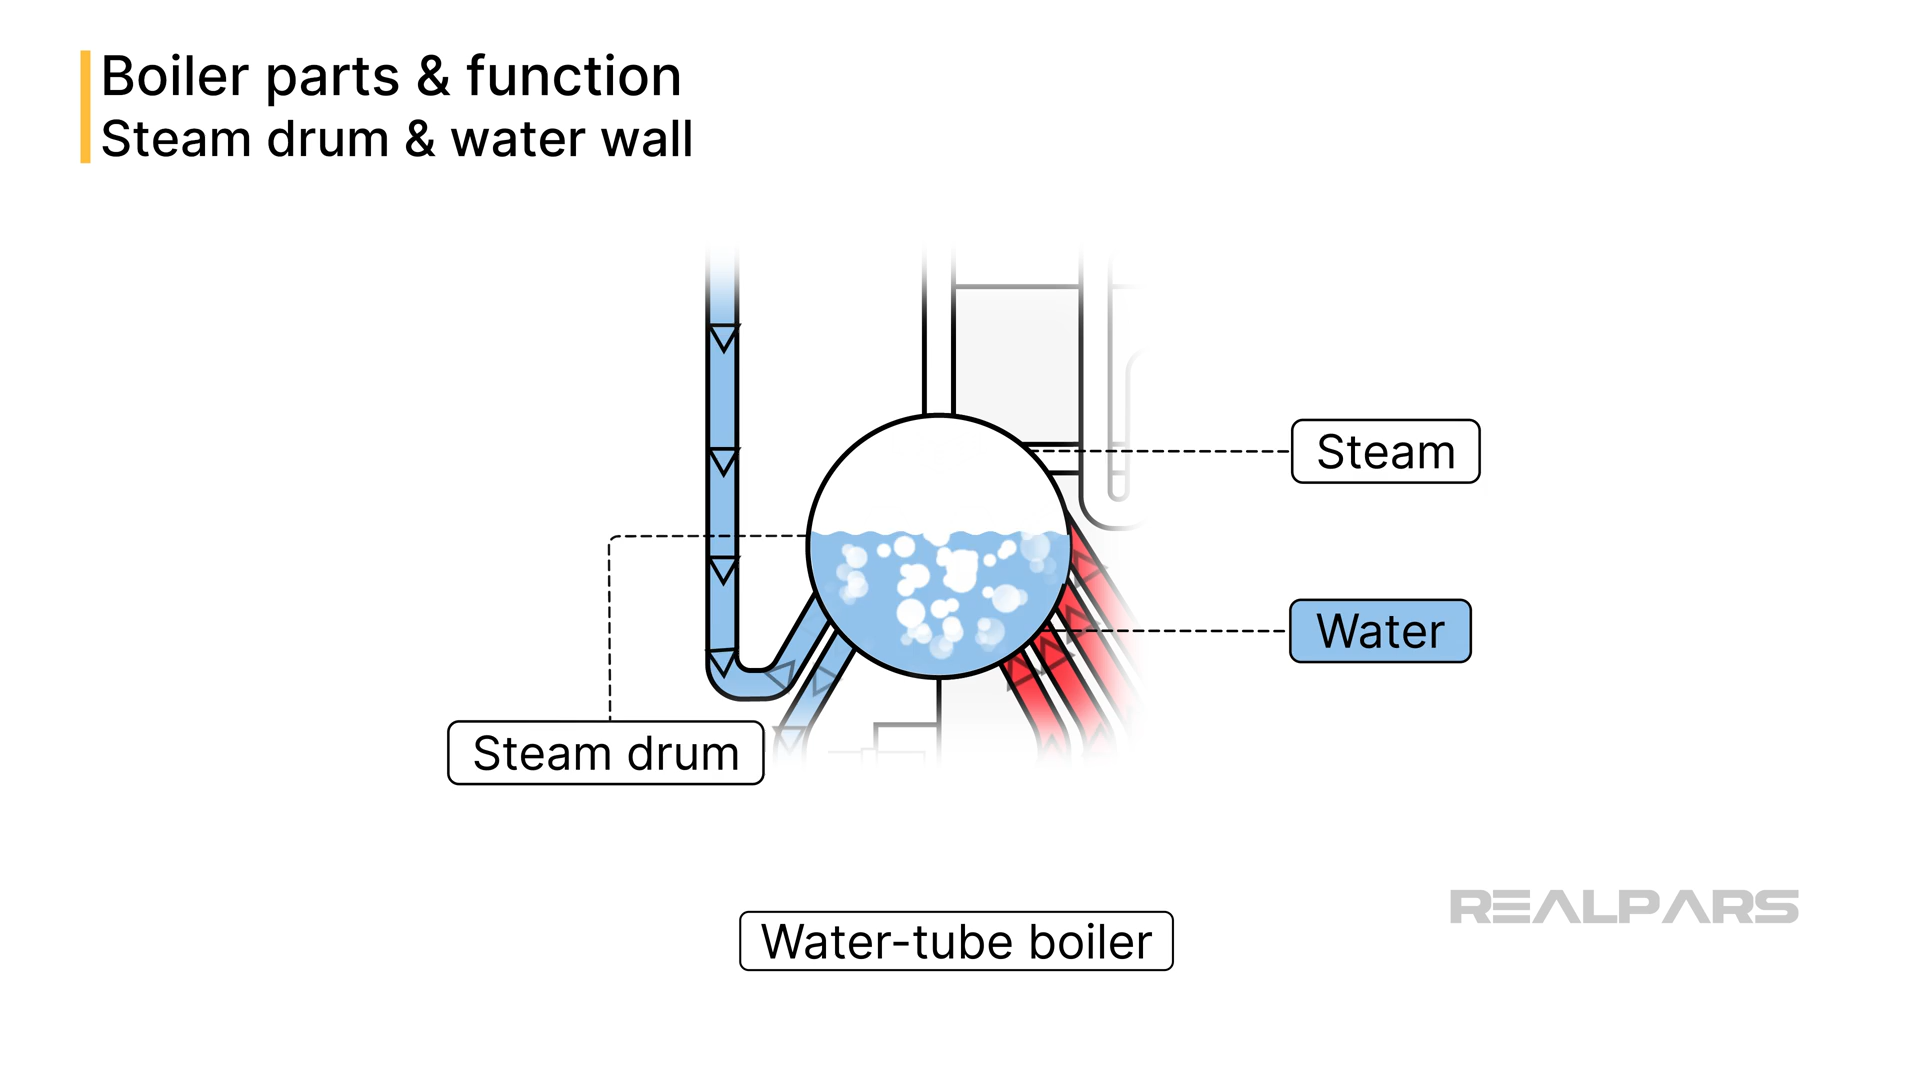 Boiler parts & function
Steam drum & water wall
Steam
Water
Steam drum
Water-tube boiler
REALPARS